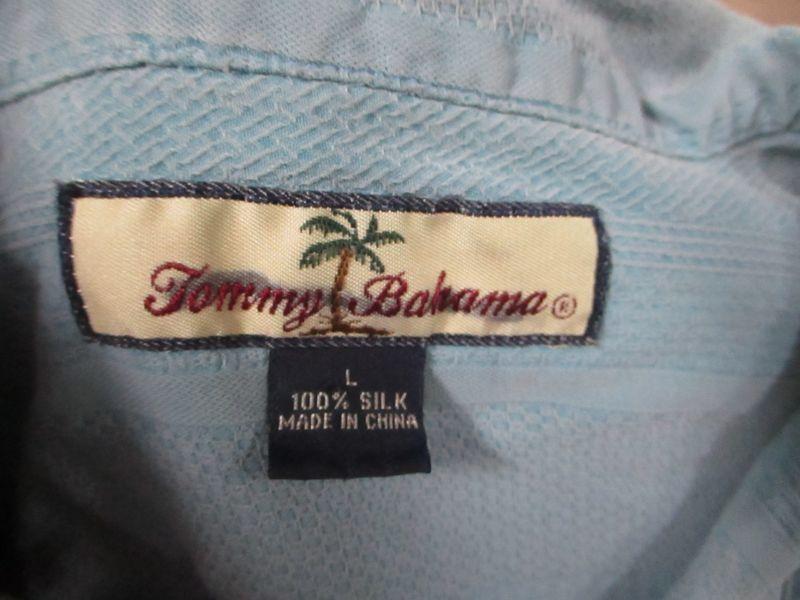 Tommy Bahama®
L
100% SILK
MADE IN CHINA